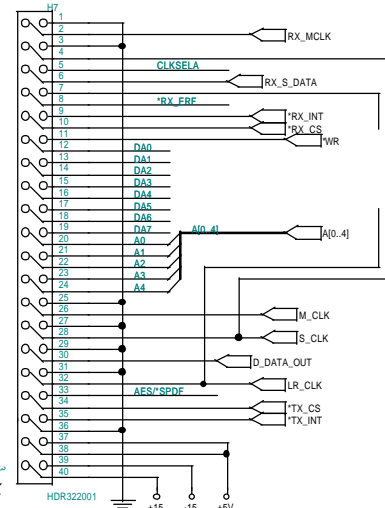 H7
1
2 RX_MCLK
3
4
5 CLKSELA
6 RX_S_DATA
7
8 *RX_ERF
9 *RX_INT
10 *RX_CS
11 *WR
12 DA0
13 DA1
14 DA2
15 DA3
16 DA4
17 DA5
18 DA6
19 DA7 A[0..4] A[0..4]
20 A0
21 A1
22 A2
23 A3
24 A4
25
26 M_CLK
27
28 S_CLK
29
30 D_DATA_OUT
31
32 LR_CLK
33 AES/*SPDF
34 *TX_CS
35 *TX_INT
36
37
38
39
40
HDR322001
+15 -15 +5V